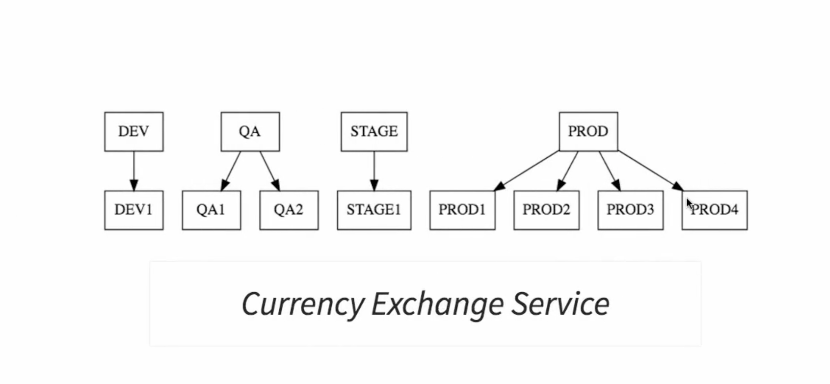 DEV QA STAGE PROD
DEV1 QA1 QA2 STAGE1 PROD1 PROD2 PROD3 PROD4
Currency Exchange Service